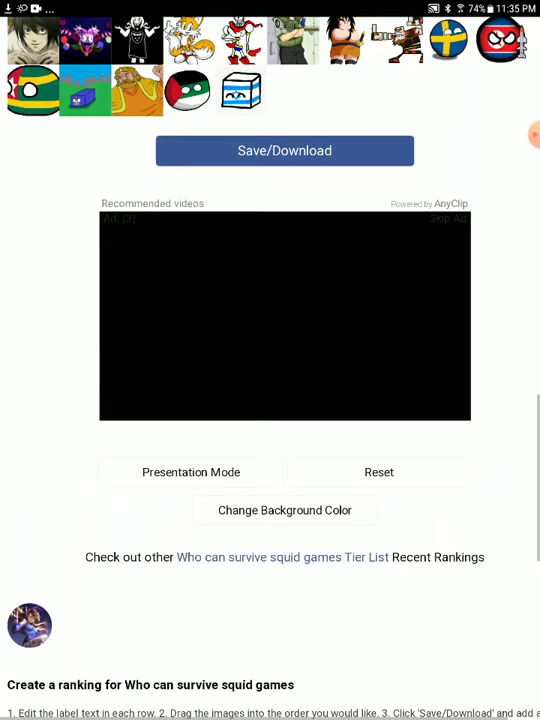 ... 74% 11:35 PM
Save/Download
Recommended videos Powered by AnyClip
Ad: (3) Skip Ad
Presentation Mode Reset
Change Background Color
Check out other Who can survive squid games Tier List Recent Rankings
Create a ranking for Who can survive squid games
1. Edit the label text in each row. 2. Drag the images into the order you would like. 3. Click 'Save/Download' and add a